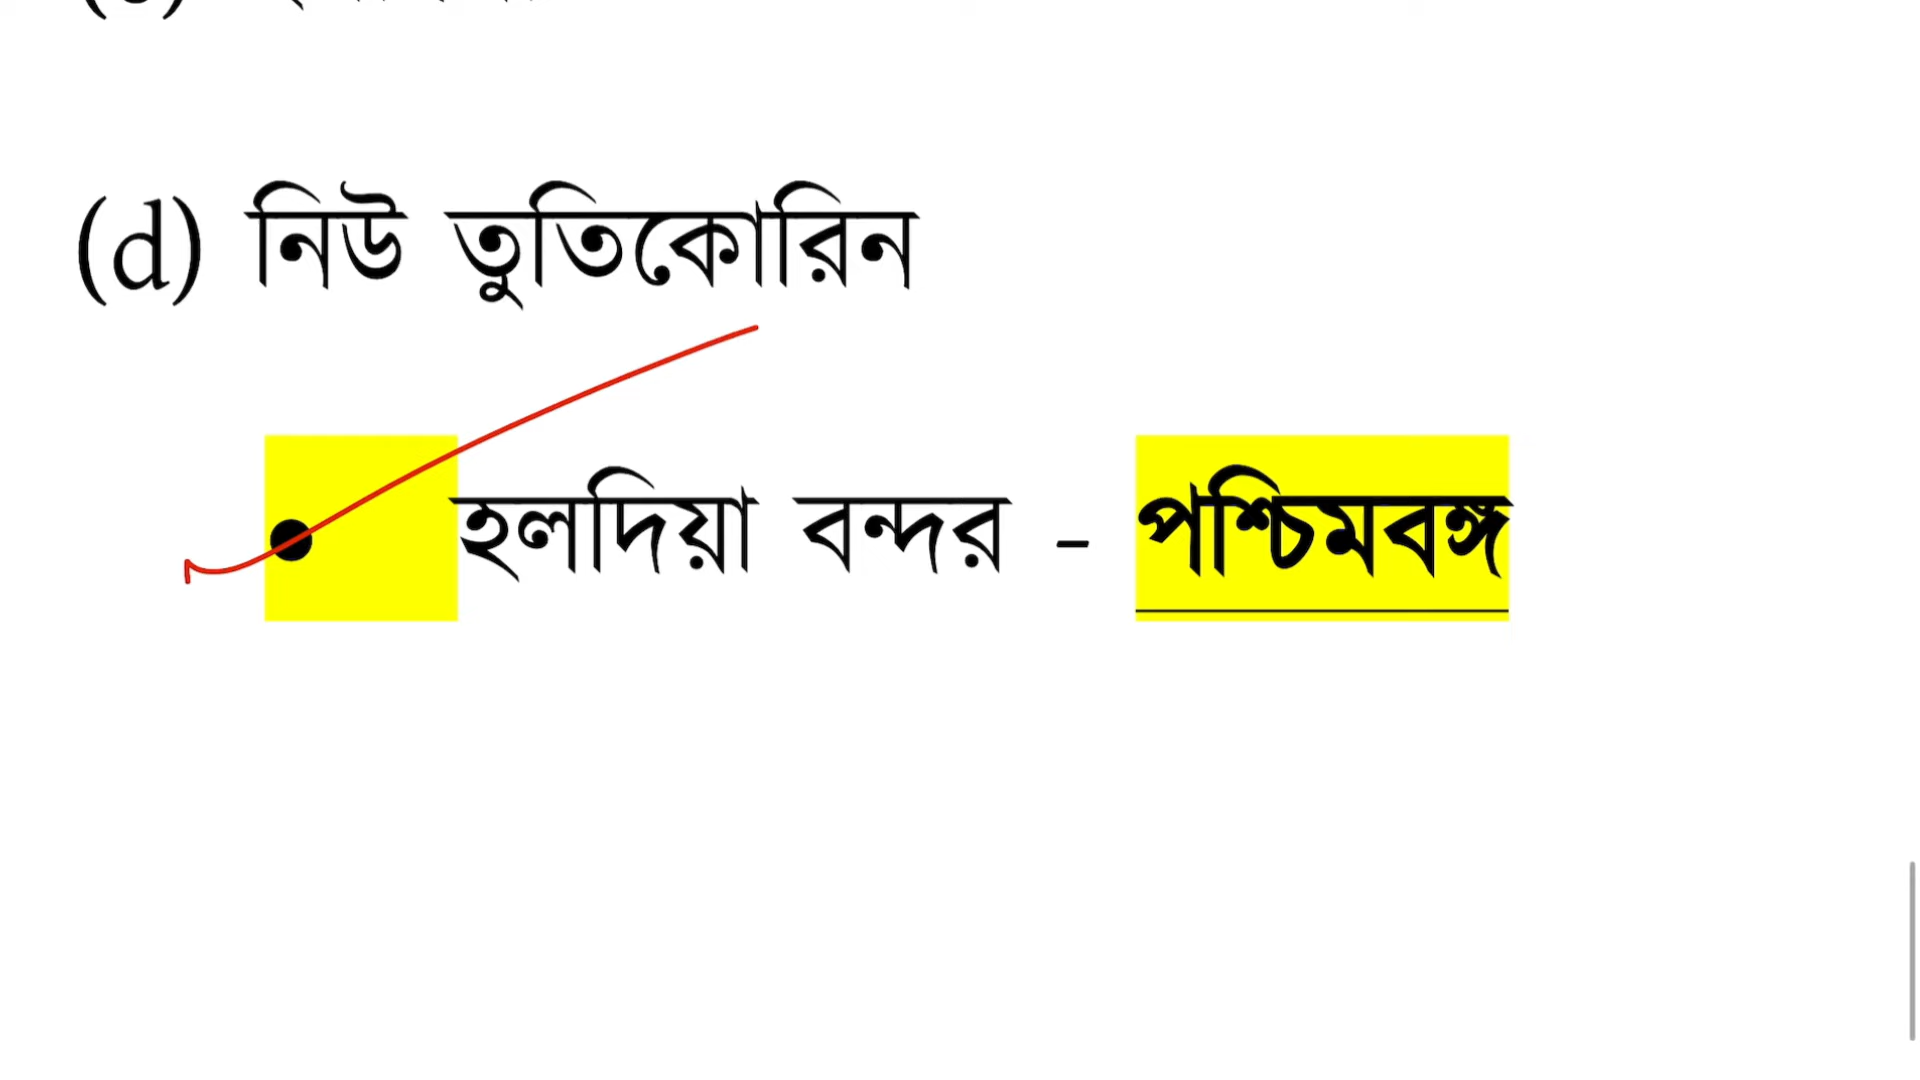 (d) নিউ তুতিকোরিন
● হলদিয়া বন্দর – পশ্চিমবঙ্গ